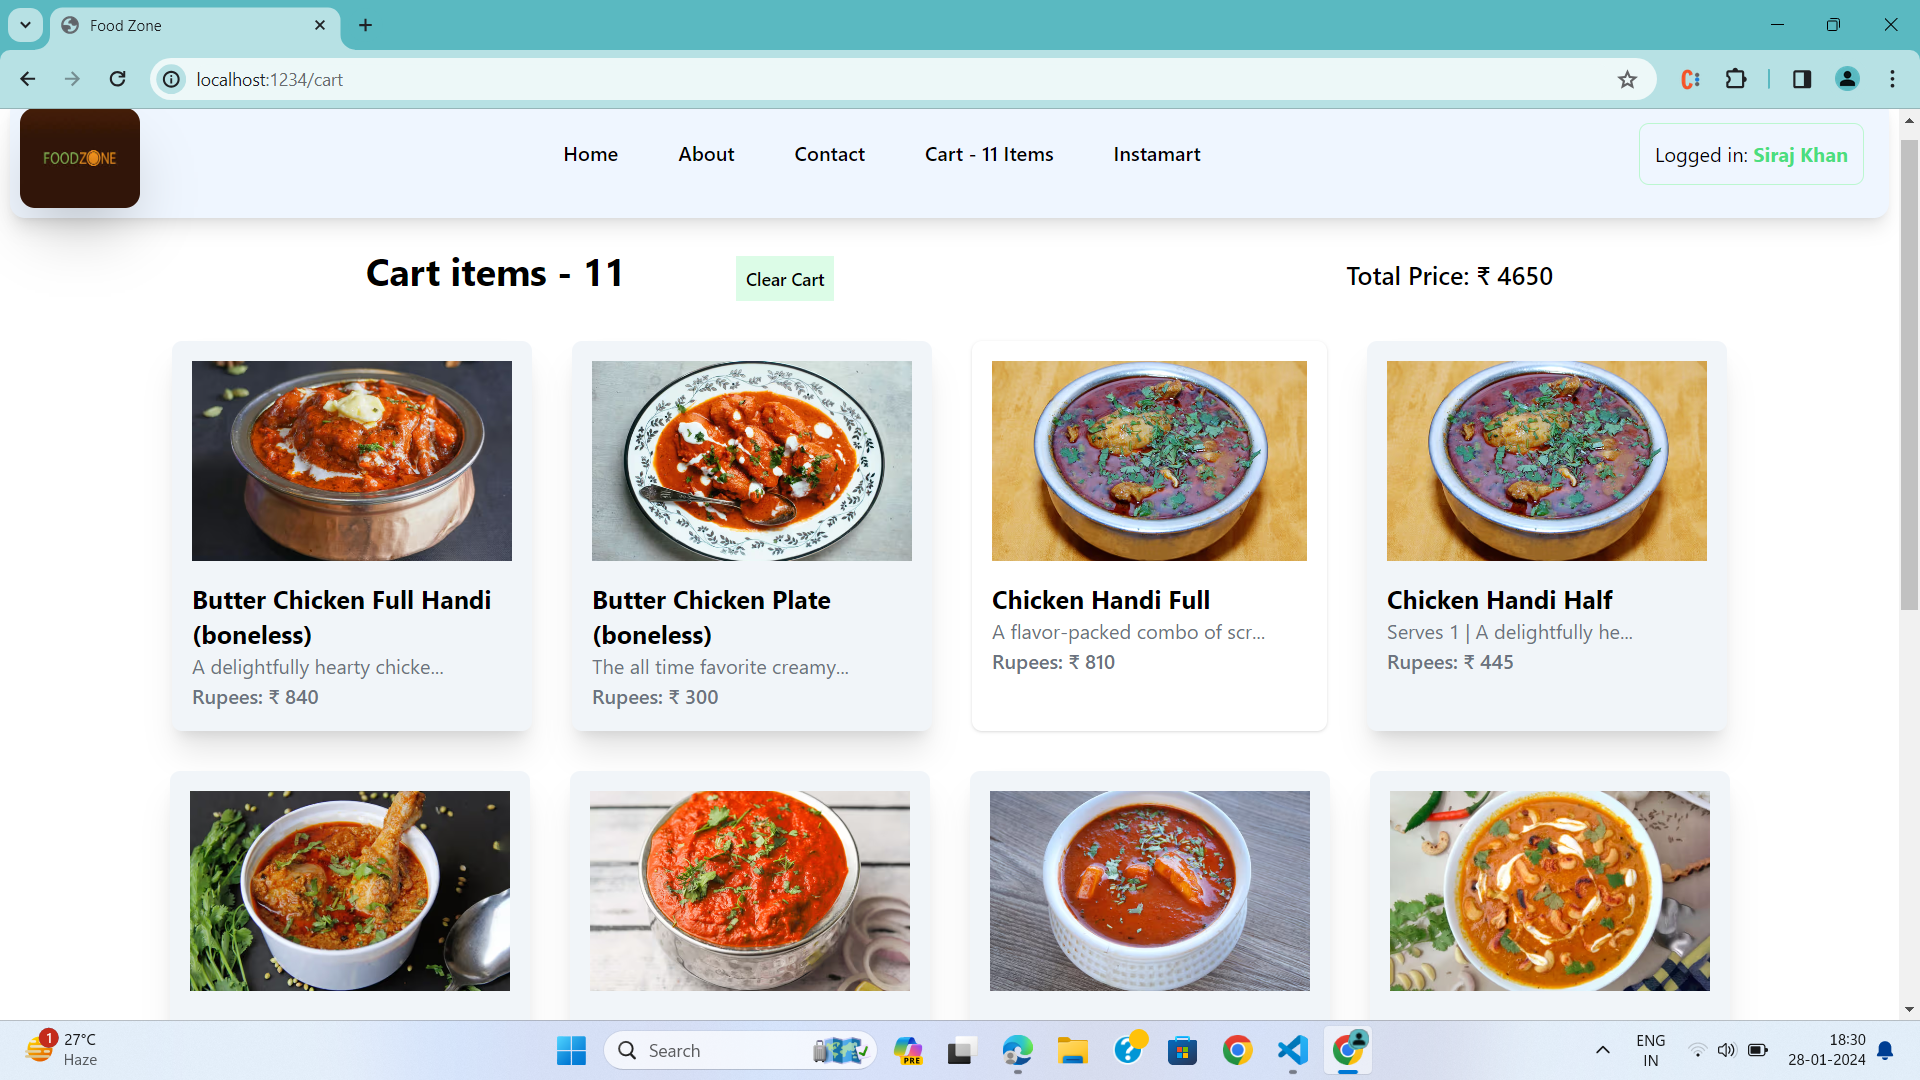 Food Zone
localhost:1234/cart
FOODZONE
Home
About
Contact
Cart - 11 Items
Instamart
Logged in: Siraj Khan
Cart items - 11
Clear Cart
Total Price: ₹ 4650
Butter Chicken Full Handi
(boneless)
A delightfully hearty chicke...
Rupees: ₹ 840
Butter Chicken Plate
(boneless)
The all time favorite creamy...
Rupees: ₹ 300
Chicken Handi Full
A flavor-packed combo of scr...
Rupees: ₹ 810
Chicken Handi Half
Serves 1 | A delightfully he...
Rupees: ₹ 445
1
27°C
Haze
Search
PRE
ENG
IN
18:30
28-01-2024